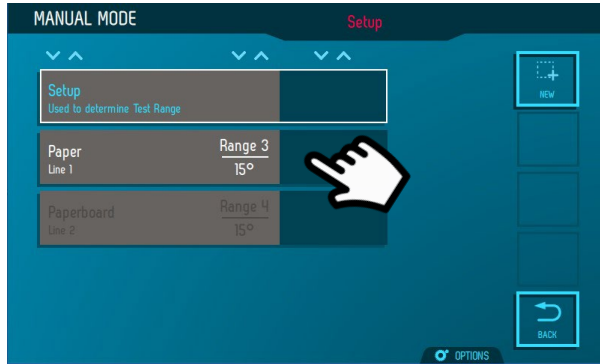 MANUAL MODE
Setup
Setup
Used to determine Test Range
NEW
Paper
Line 1
Range 3
15°
Paperboard
Line 2
Range 4
15°
BACK
OPTIONS